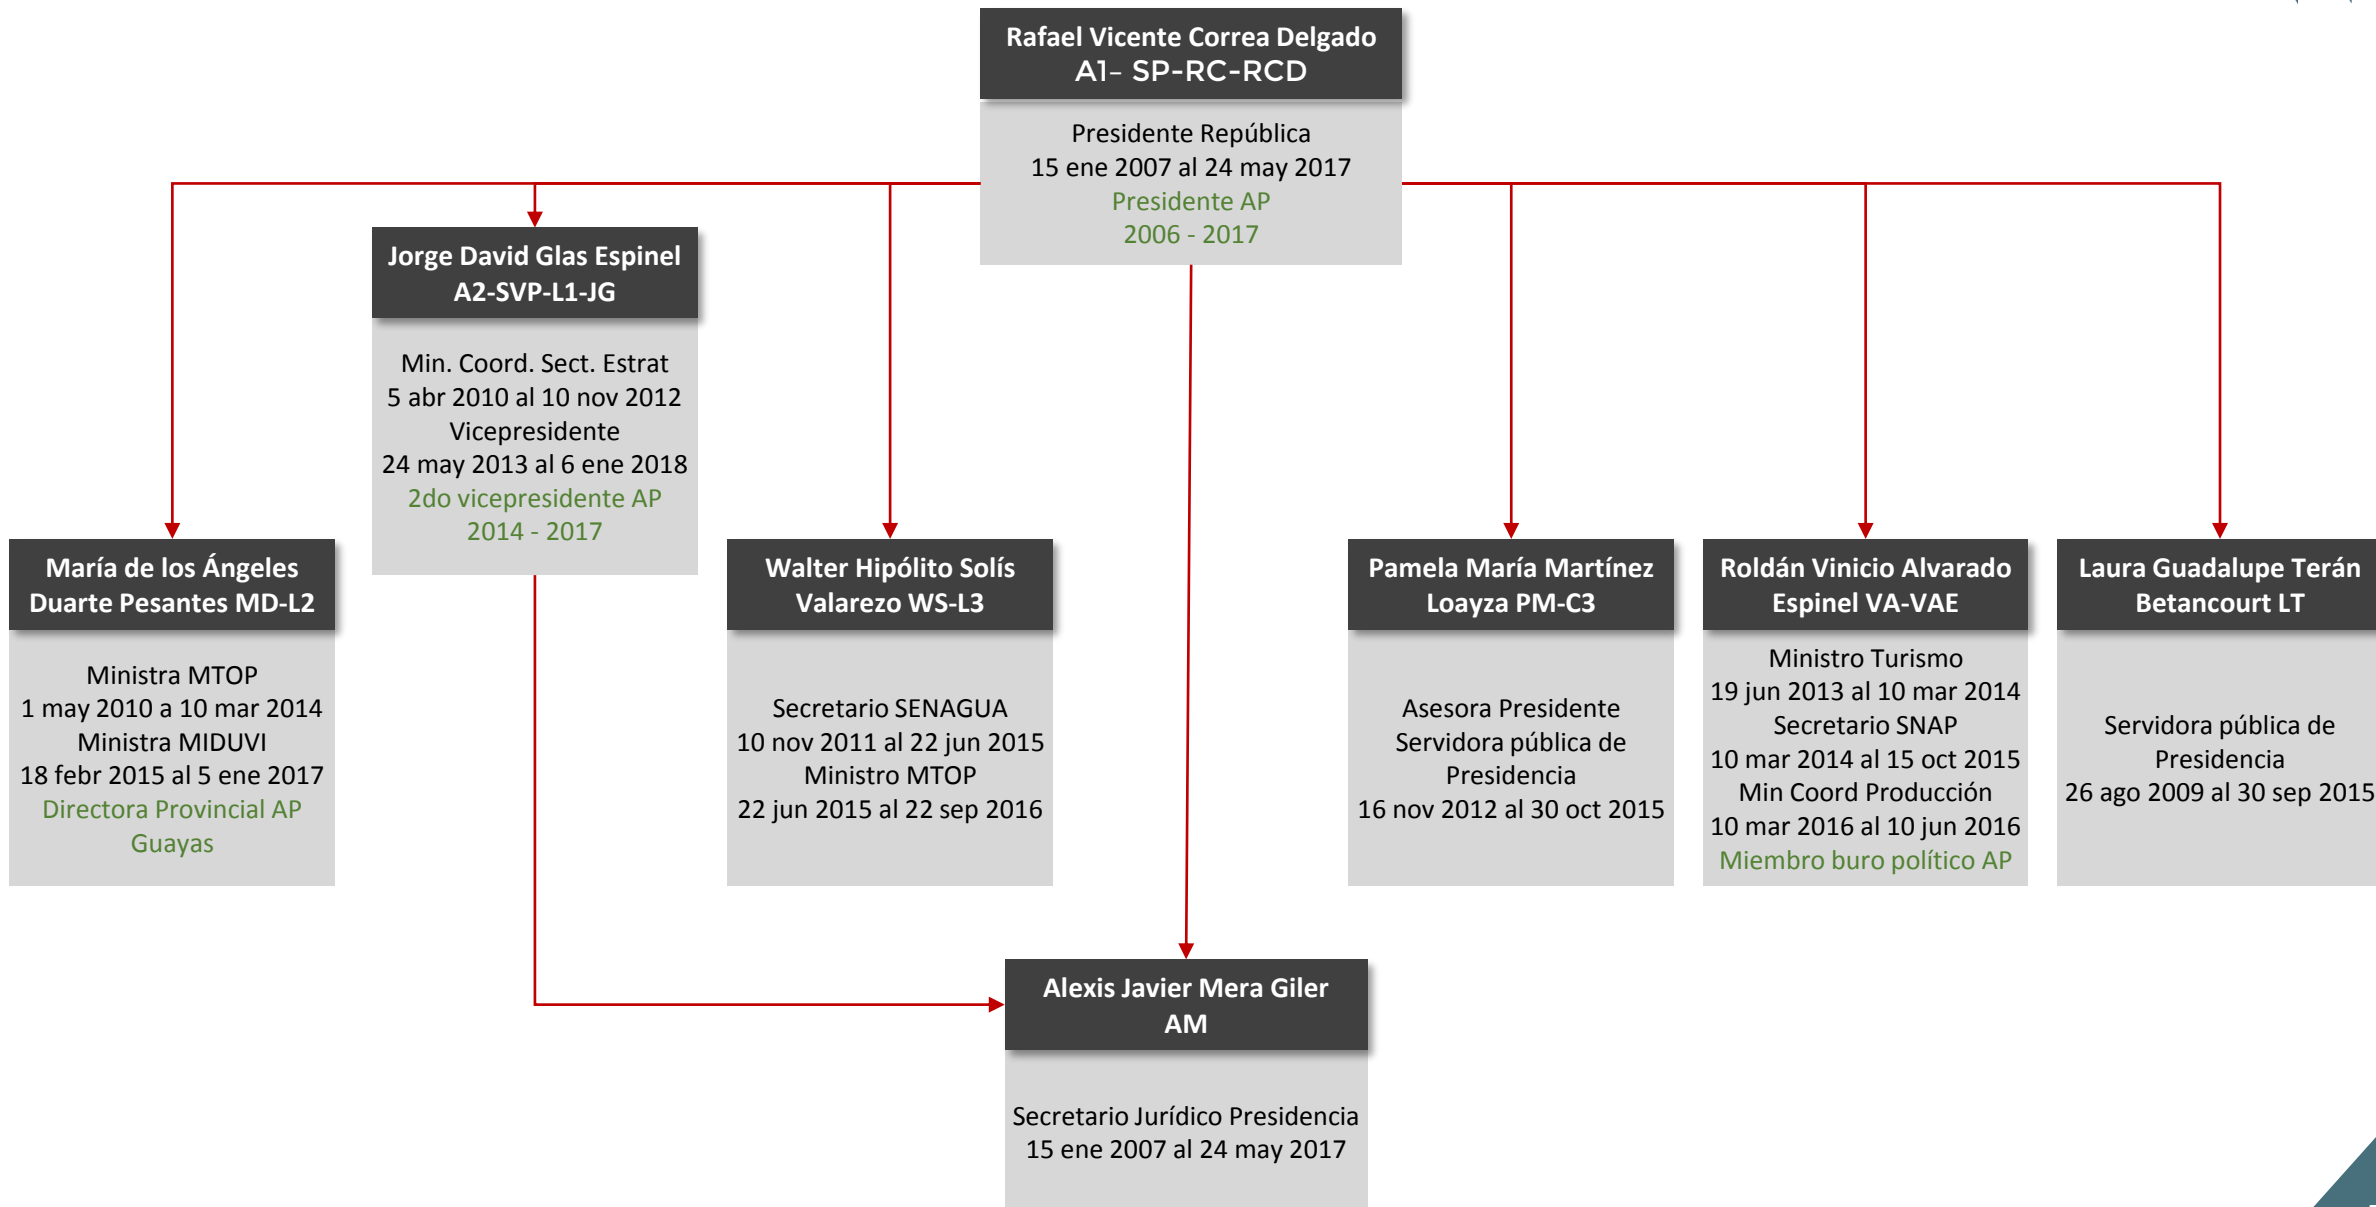 Rafael Vicente Correa Delgado
A1- SP-RC-RCD
Presidente República
15 ene 2007 al 24 may 2017
Presidente AP
2006 - 2017
Jorge David Glas Espinel
A2-SVP-L1-JG
Min. Coord. Sect. Estrat
5 abr 2010 al 10 nov 2012
Vicepresidente
24 may 2013 al 6 ene 2018
2do vicepresidente AP
2014 - 2017
María de los Ángeles
Duarte Pesantes MD-L2
Ministra MTOP
1 may 2010 a 10 mar 2014
Ministra MIDUVI
18 febr 2015 al 5 ene 2017
Directora Provincial AP
Guayas
Walter Hipólito Solís
Valarezo WS-L3
Secretario SENAGUA
10 nov 2011 al 22 jun 2015
Ministro MTOP
22 jun 2015 al 22 sep 2016
Pamela María Martínez
Loayza PM-C3
Asesora Presidente
Servidora pública de
Presidencia
16 nov 2012 al 30 oct 2015
Roldán Vinicio Alvarado
Espinel VA-VAE
Ministro Turismo
19 jun 2013 al 10 mar 2014
Secretario SNAP
10 mar 2014 al 15 oct 2015
Min Coord Producción
10 mar 2016 al 10 jun 2016
Miembro buro político AP
Laura Guadalupe Terán
Betancourt LT
Servidora pública de
Presidencia
26 ago 2009 al 30 sep 2015
Alexis Javier Mera Giler
AM
Secretario Jurídico Presidencia
15 ene 2007 al 24 may 2017